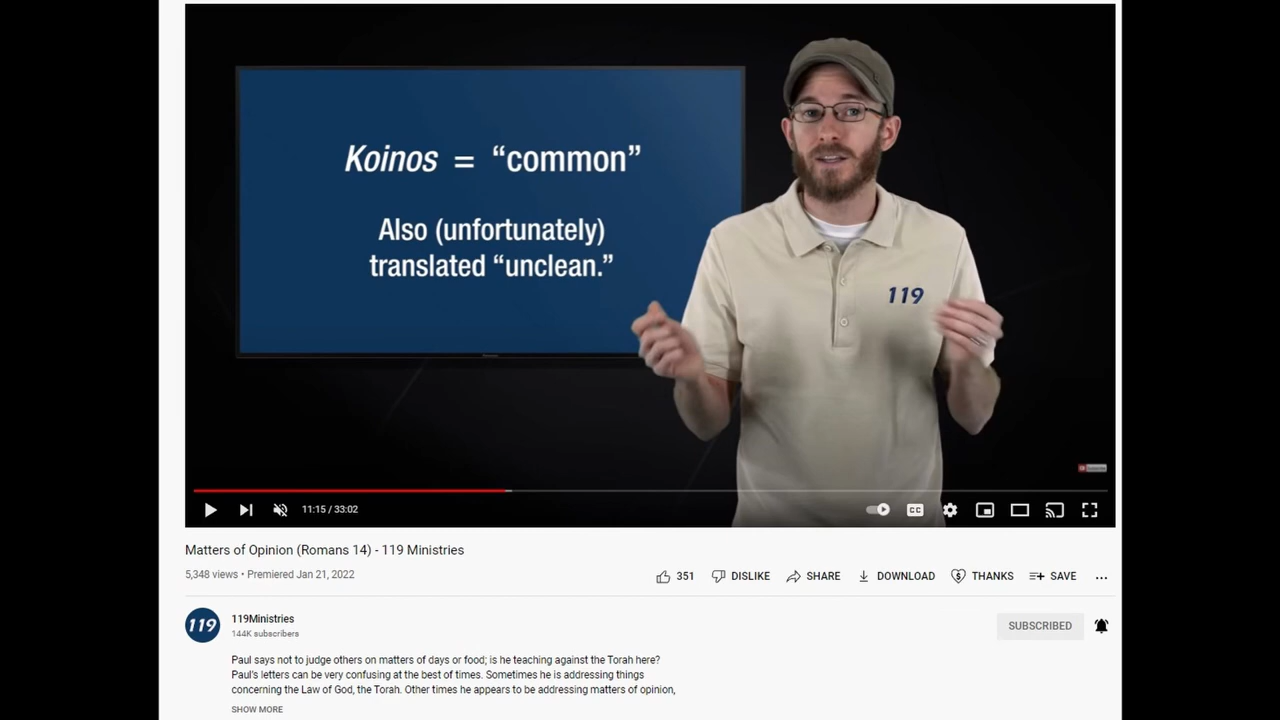 Koinos = “common”
Also (unfortunately)
translated “unclean.”
119
11:15 / 33:02
CC
Matters of Opinion (Romans 14) - 119 Ministries
5,348 views • Premiered Jan 21, 2022
351 DISLIKE SHARE DOWNLOAD THANKS SAVE ...
119
119Ministries
144K subscribers
SUBSCRIBED
Paul says not to judge others on matters of days or food; is he teaching against the Torah here?
Paul's letters can be very confusing at the best of times. Sometimes he is addressing things
concerning the Law of God, the Torah. Other times he appears to be addressing matters of opinion,
SHOW MORE